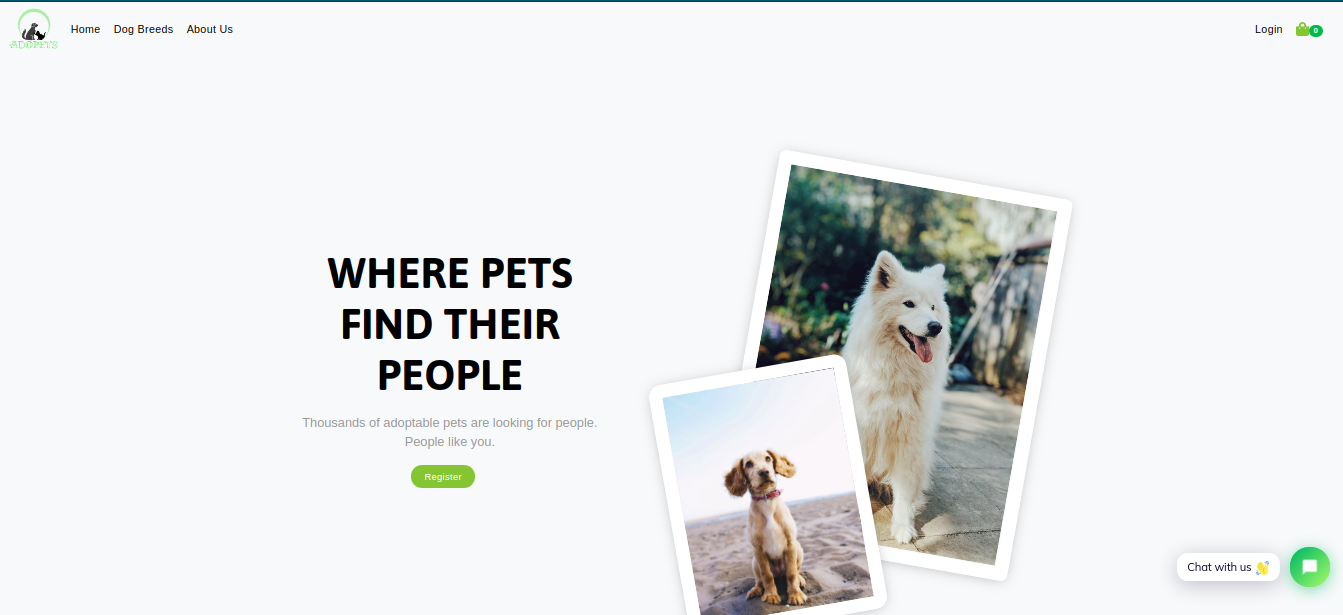 ADOPETS
Home Dog Breeds About Us
Login 0
WHERE PETS
FIND THEIR
PEOPLE
Thousands of adoptable pets are looking for people.
People like you.
Register
Chat with us 👋